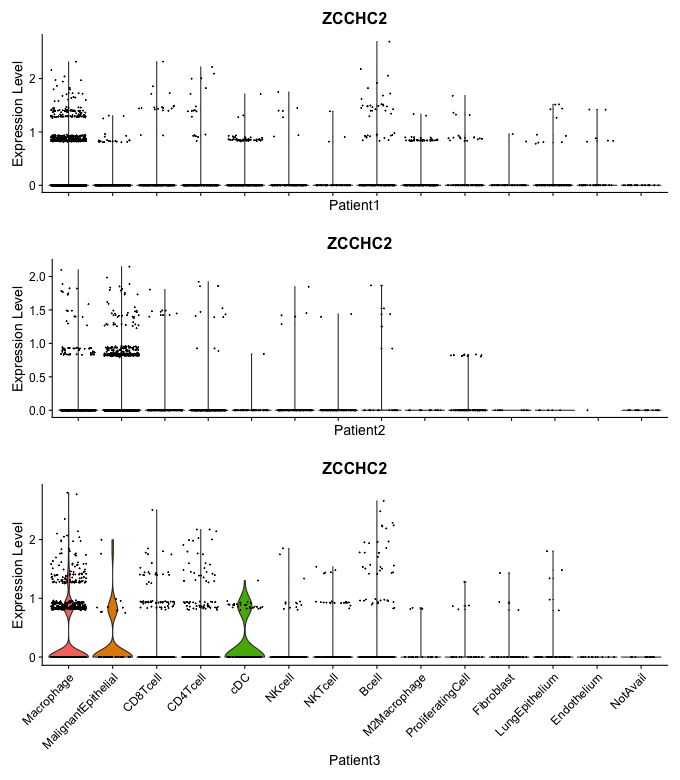 ZCCHC2
Expression Level
2
1
0
Patient1
ZCCHC2
Expression Level
2.0
1.5
1.0
0.5
0.0
Patient2
ZCCHC2
Expression Level
2
1
0
Macrophage
MalignantEpithelial
CD8Tcell
CD4Tcell
cDC
NKcell
NKTcell
Bcell
M2Macrophage
ProliferatingCell
Fibroblast
LungEpithelium
Endothelium
NotAvail
Patient3